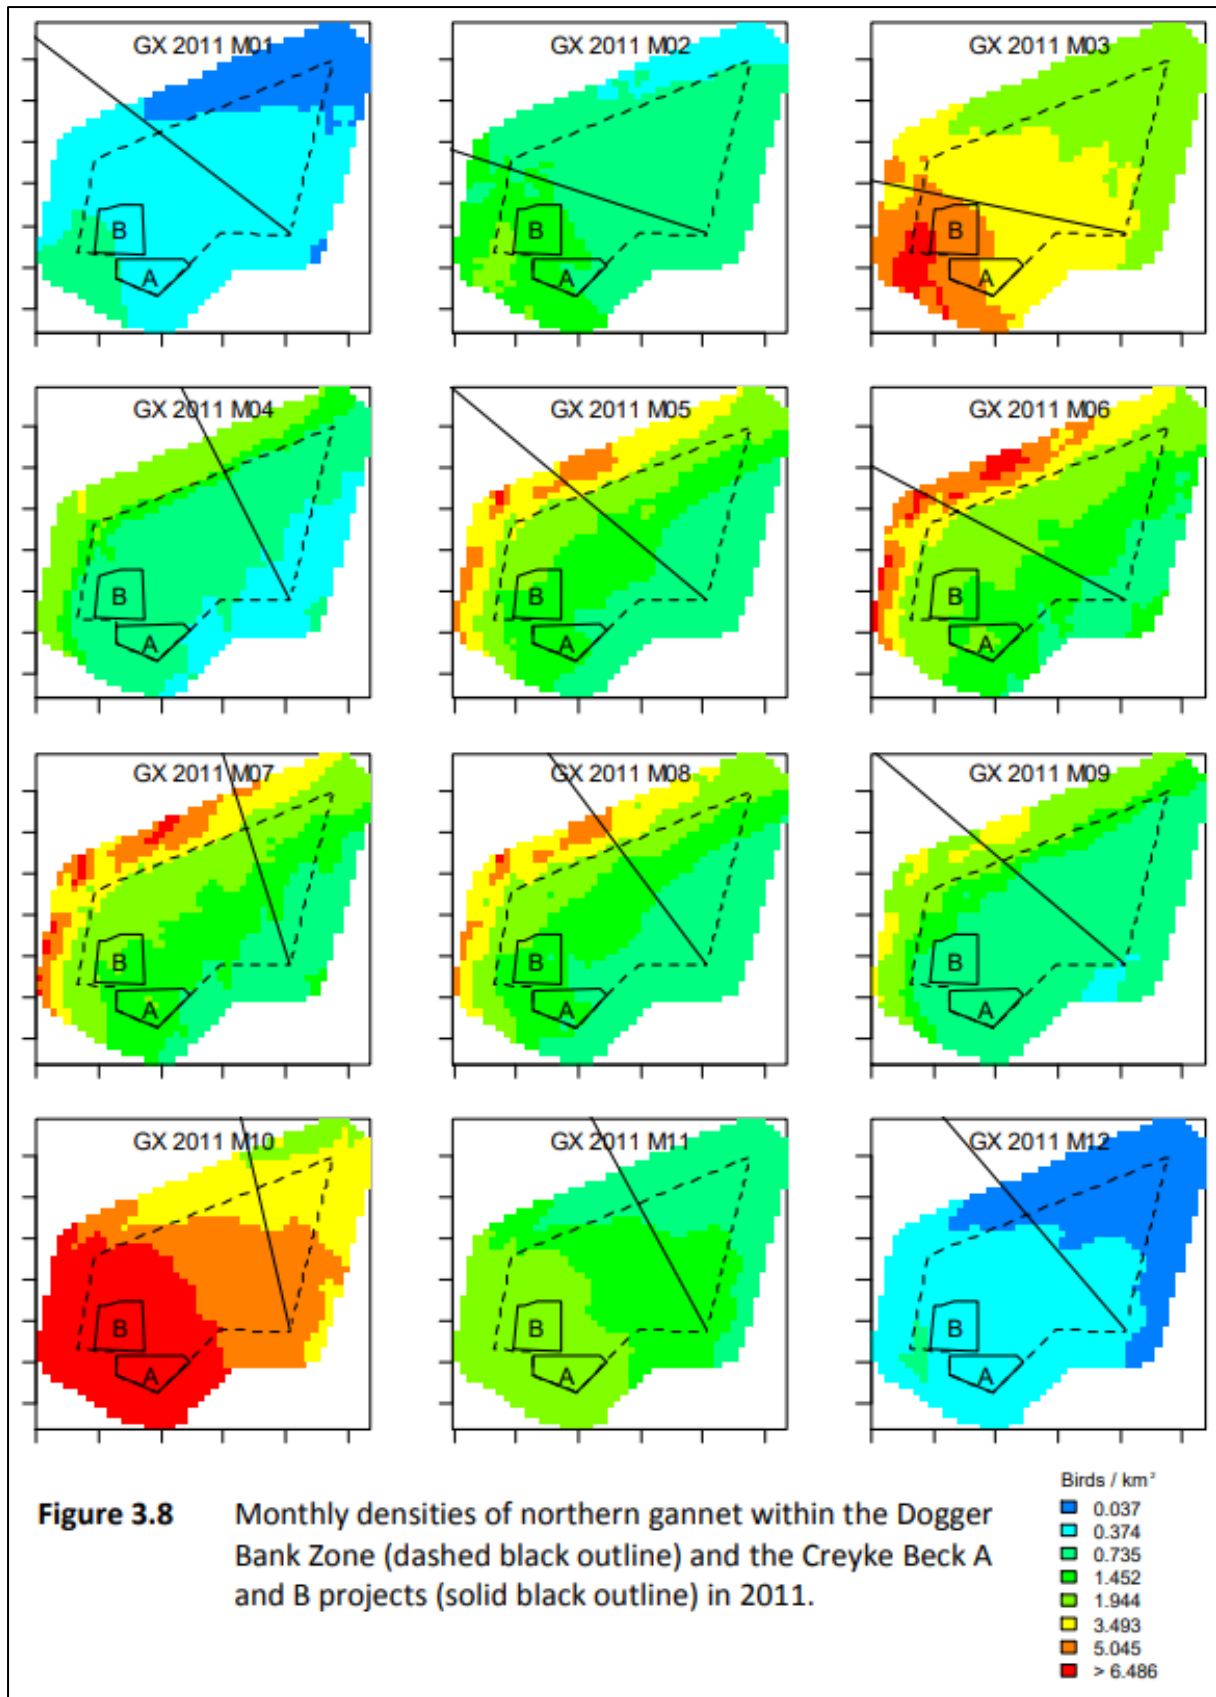 GX 2011 M01
GX 2011 M02
GX 2011 M03
B
A
B
A
B
A
GX 2011 M04
GX 2011 M05
GX 2011 M06
B
A
B
A
B
A
GX 2011 M07
GX 2011 M08
GX 2011 M09
B
A
B
A
B
A
GX 2011 M10
GX 2011 M11
GX 2011 M12
B
A
B
A
B
A
Figure 3.8 Monthly densities of northern gannet within the Dogger
Bank Zone (dashed black outline) and the Creyke Beck A
and B projects (solid black outline) in 2011.
Birds / km²
0.037
0.374
0.735
1.452
1.944
3.493
5.045
> 6.486